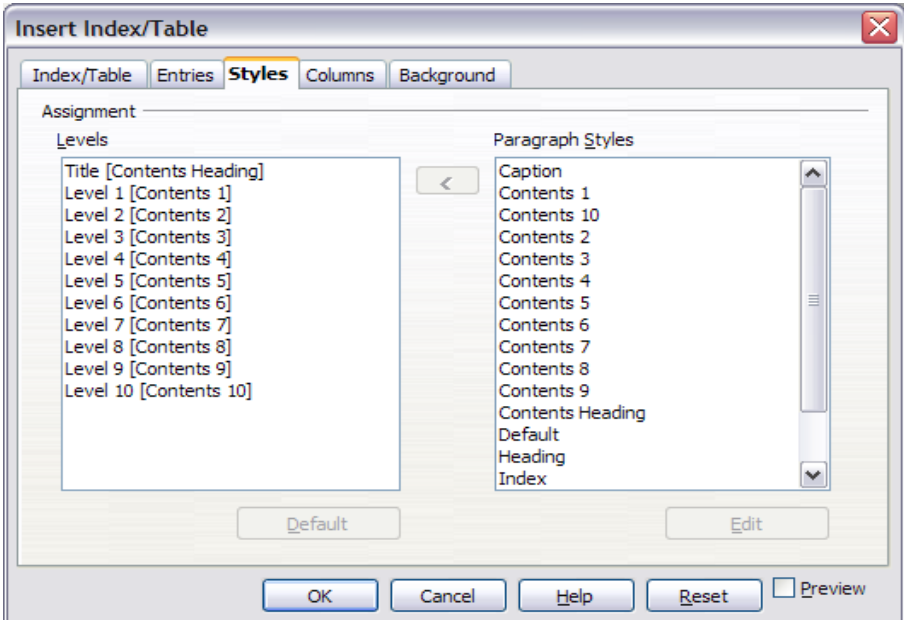 Insert Index/Table
Index/Table Entries Styles Columns Background
Assignment
Levels
Title [Contents Heading]
Level 1 [Contents 1]
Level 2 [Contents 2]
Level 3 [Contents 3]
Level 4 [Contents 4]
Level 5 [Contents 5]
Level 6 [Contents 6]
Level 7 [Contents 7]
Level 8 [Contents 8]
Level 9 [Contents 9]
Level 10 [Contents 10]
Default
<
Paragraph Styles
Caption
Contents 1
Contents 10
Contents 2
Contents 3
Contents 4
Contents 5
Contents 6
Contents 7
Contents 8
Contents 9
Contents Heading
Default
Heading
Index
Edit
OK Cancel Help Reset Preview